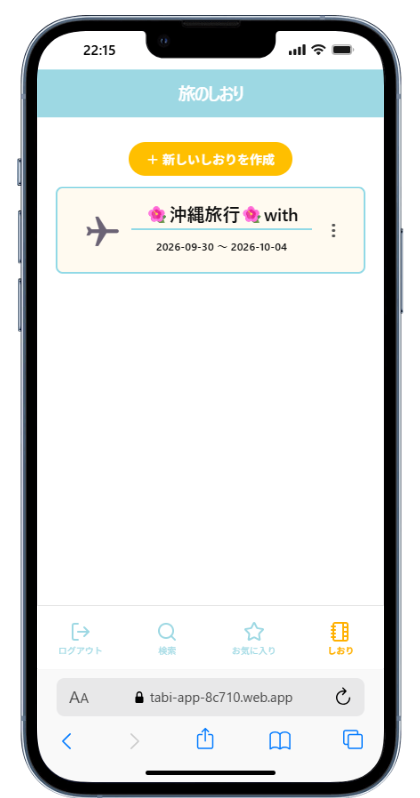 22:15
旅のしおり
+ 新しいしおりを作成
🌺沖縄旅行🌺with
2026-09-30 ～ 2026-10-04
ログアウト 検索 お気に入り しおり
AA tabi-app-8c710.web.app